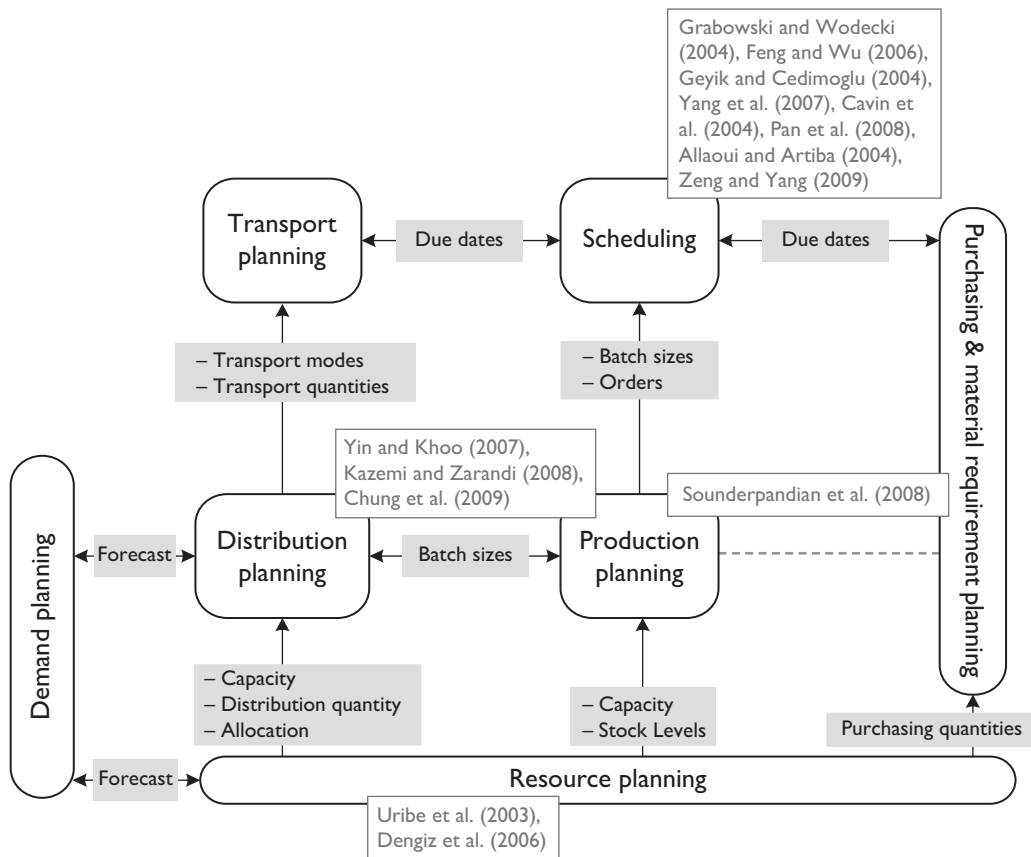 Grabowski and Wodecki
(2004), Feng and Wu (2006),
Geyik and Cedimoglu (2004),
Yang et al. (2007), Cavin et
al. (2004), Pan et al. (2008),
Allaoui and Artiba (2004),
Zeng and Yang (2009)
Transport
planning
Due dates
Scheduling
Due dates
Purchasing & material requirement planning
– Transport modes
– Transport quantities
– Batch sizes
– Orders
Yin and Khoo (2007),
Kazemi and Zarandi (2008),
Chung et al. (2009)
Sounderpandian et al. (2008)
Demand planning
Forecast
Distribution
planning
Batch sizes
Production
planning
– Capacity
– Distribution quantity
– Allocation
– Capacity
– Stock Levels
Purchasing quantities
Forecast
Resource planning
Uribe et al. (2003),
Dengiz et al. (2006)